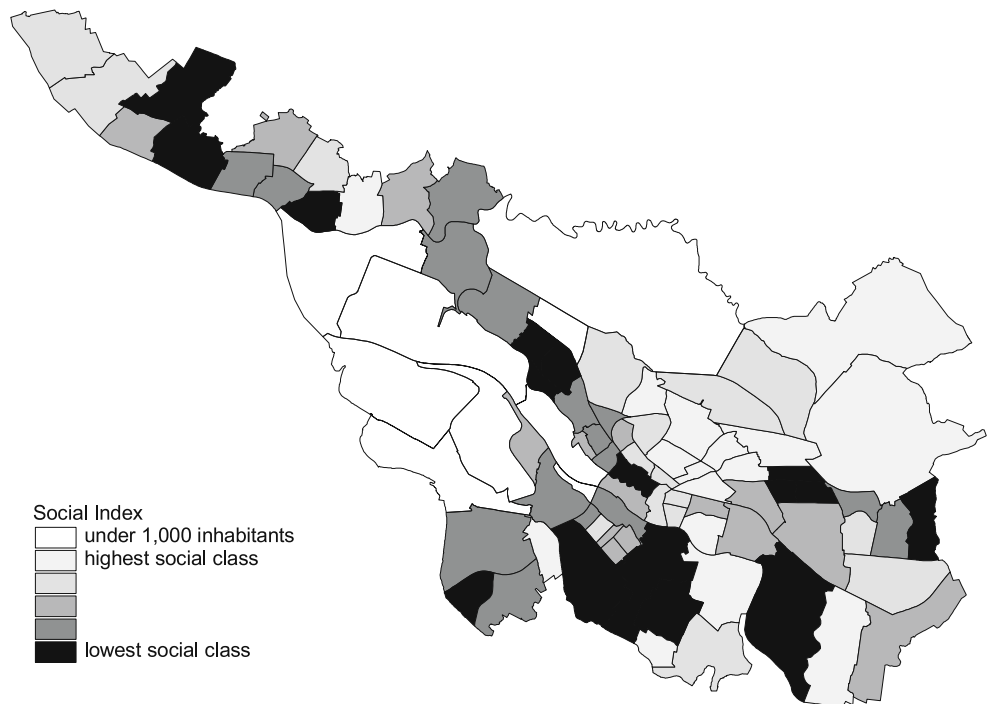 Social Index
under 1,000 inhabitants
highest social class
lowest social class